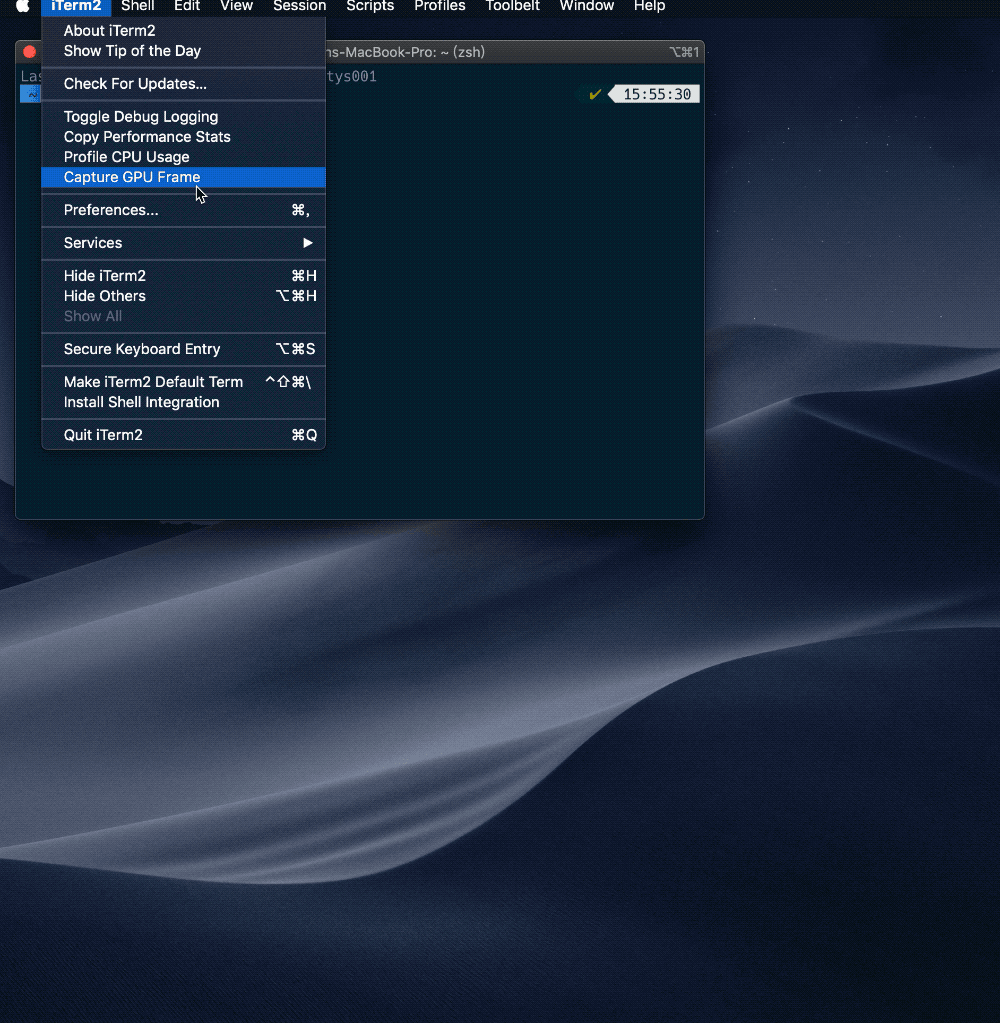 iTerm2 Shell Edit View Session Scripts Profiles Toolbelt Window Help
About iTerm2
Show Tip of the Day
ns-MacBook-Pro: ~ (zsh) ⌥⌘1
Las tys001
Check For Updates...
~ ✔ 15:55:30
Toggle Debug Logging
Copy Performance Stats
Profile CPU Usage
Capture GPU Frame
Preferences... ⌘,
Services ▶
Hide iTerm2 ⌘H
Hide Others ⌥⌘H
Show All
Secure Keyboard Entry ⌥⌘S
Make iTerm2 Default Term ^⇧⌘\
Install Shell Integration
Quit iTerm2 ⌘Q